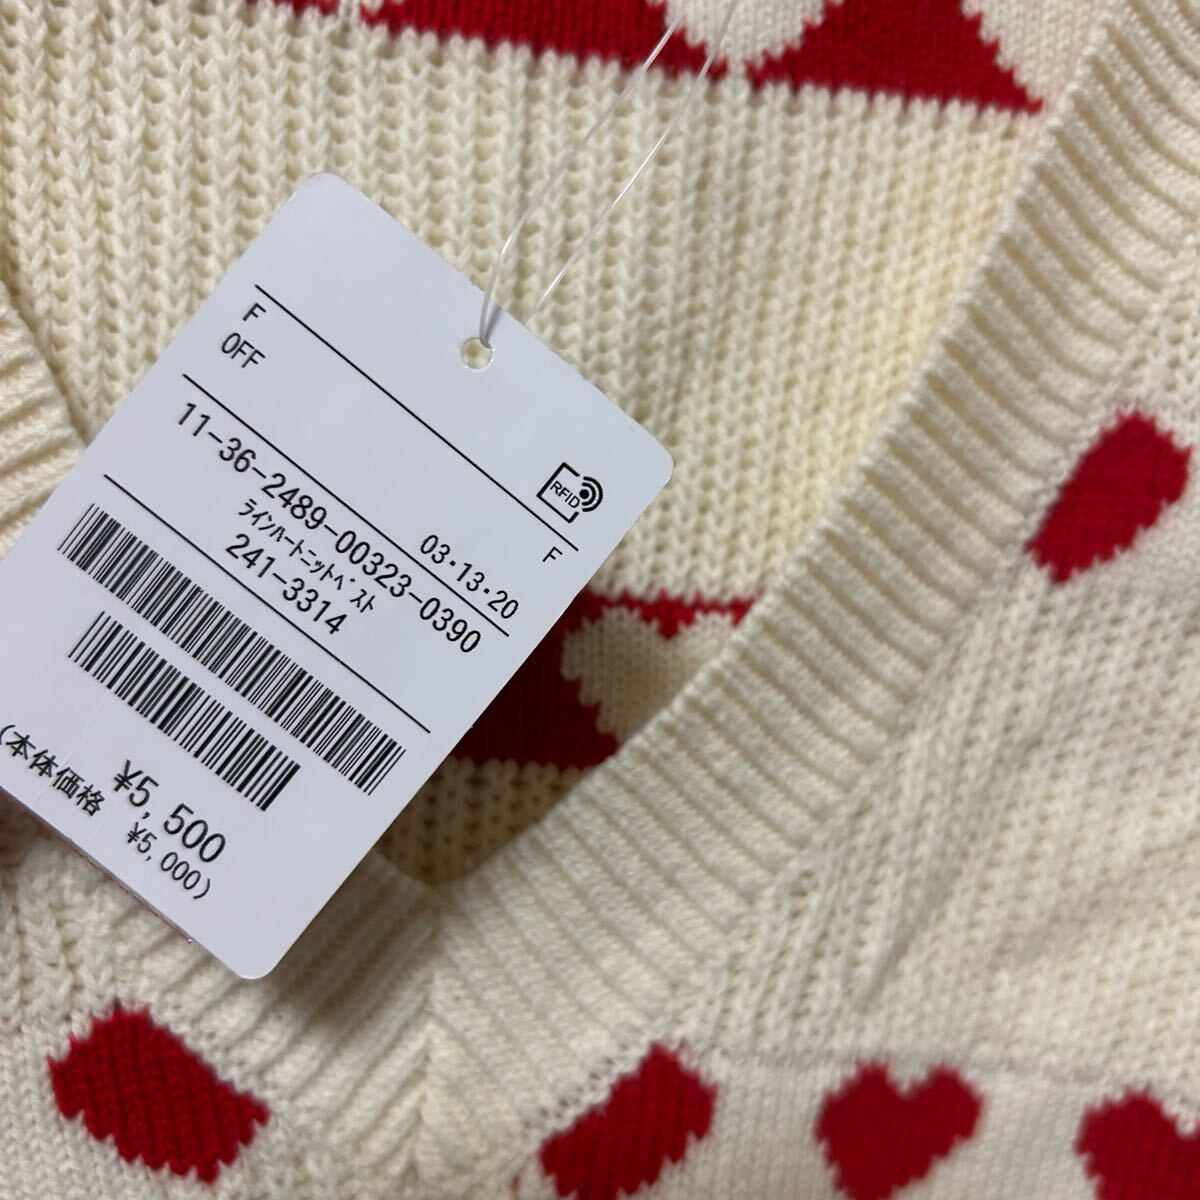 F
OFF
RFID
F
03・13・20
11-36-2489-00323-0390
ﾗｲﾝﾊｰﾄﾆｯﾄﾍﾞｽﾄ
241-3314
¥5,500
(本体価格 ¥5,000)